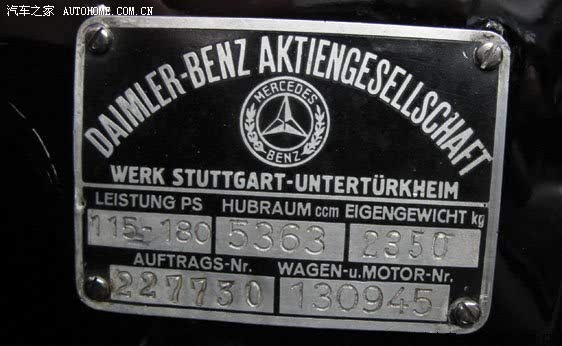 汽车之家 AUTOHOME.COM.CN
DAIMLER-BENZ AKTIENGESELLSCHAFT
MERCEDES
BENZ
WERK STUTTGART-UNTERTÜRKHEIM
LEISTUNG PS HUBRAUM ccm EIGENGEWICHT kg
115-180 5363 2350
AUFTRAGS-Nr. WAGEN-u.MOTOR-Nr.
227730 130945